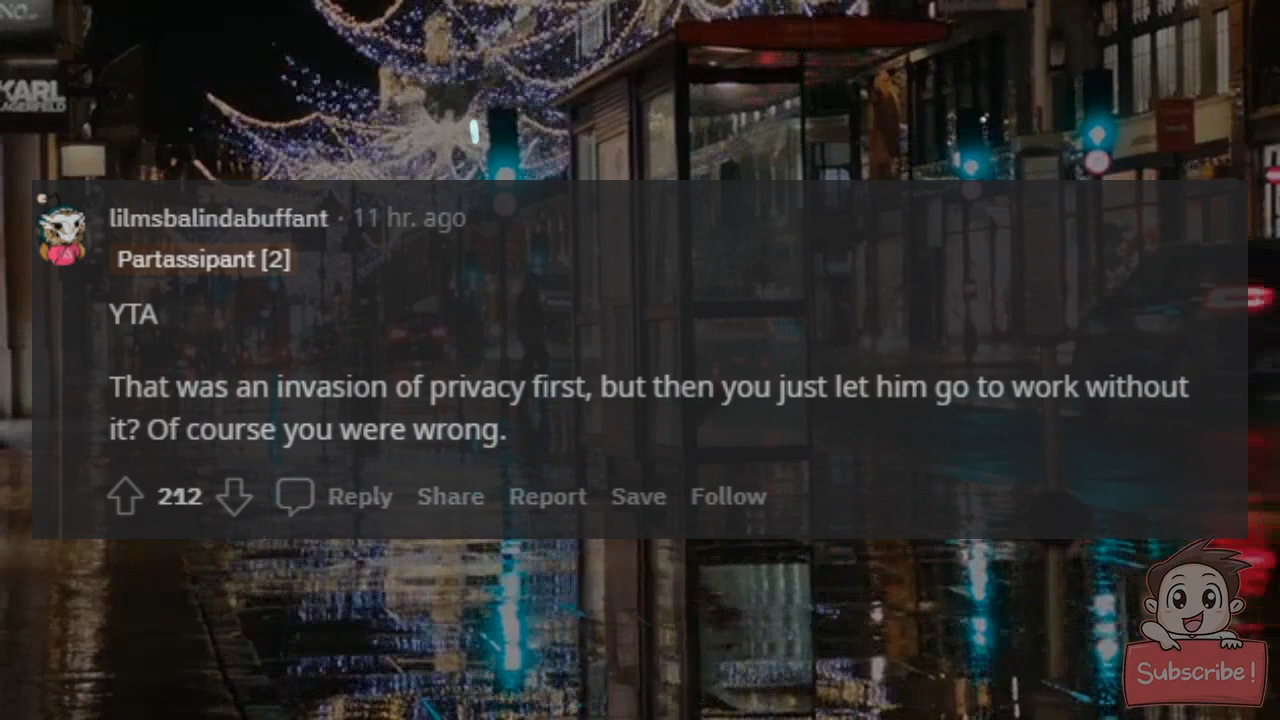 NO...
KARL
LAGERFELD
lilmsbalindabuffant · 11 hr. ago
Partassipant [2]
YTA
That was an invasion of privacy first, but then you just let him go to work without
it? Of course you were wrong.
212 Reply Share Report Save Follow
Subscribe!